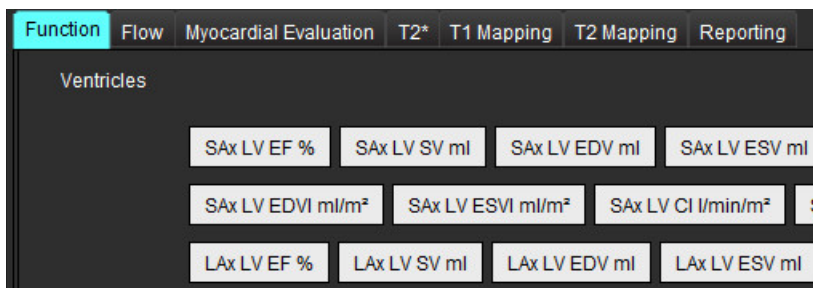 Function Flow Myocardial Evaluation T2* T1 Mapping T2 Mapping Reporting
Ventricles
SAx LV EF % SAx LV SV ml SAx LV EDV ml SAx LV ESV ml
SAx LV EDVI ml/m² SAx LV ESVI ml/m² SAx LV CI l/min/m²
LAx LV EF % LAx LV SV ml LAx LV EDV ml LAx LV ESV ml